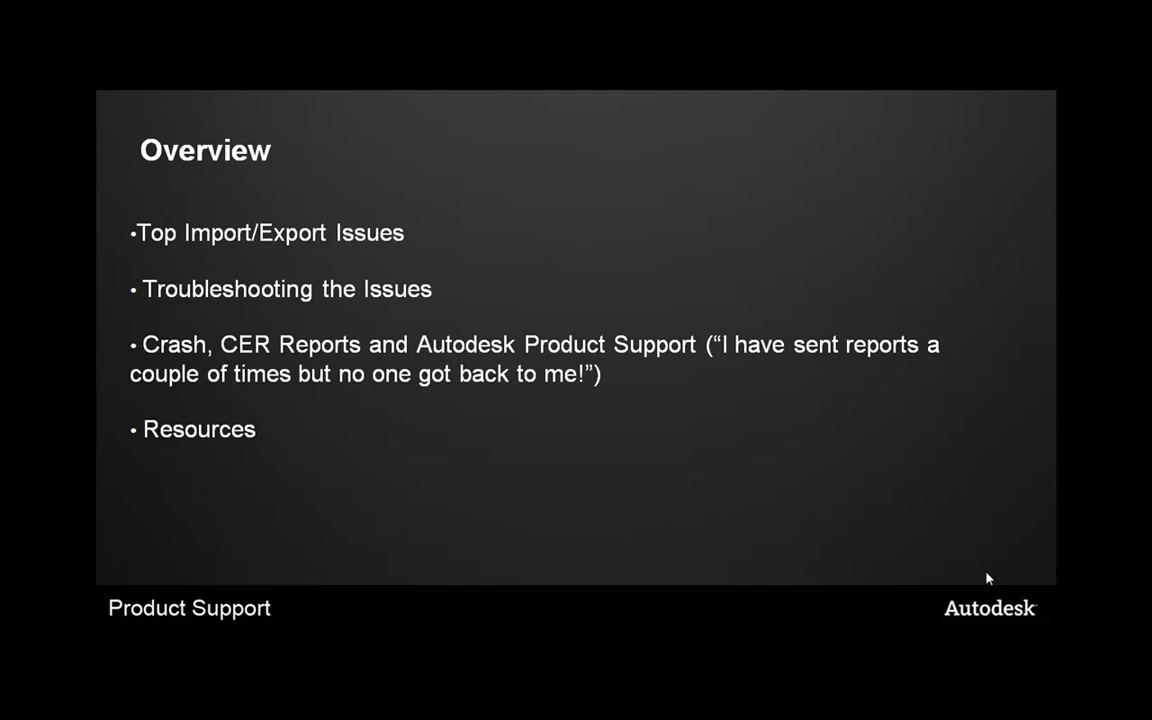 Overview
•Top Import/Export Issues
• Troubleshooting the Issues
• Crash, CER Reports and Autodesk Product Support (“I have sent reports a
couple of times but no one got back to me!”)
• Resources
Product Support
Autodesk